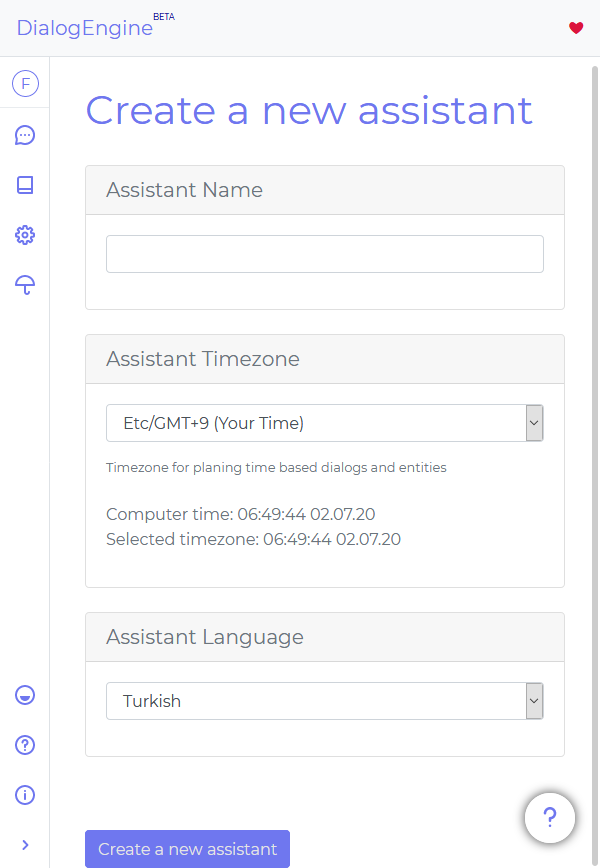 DialogEngine BETA
F
Create a new assistant
Assistant Name
Assistant Timezone
Etc/GMT+9 (Your Time)
Timezone for planing time based dialogs and entities
Computer time: 06:49:44 02.07.20
Selected timezone: 06:49:44 02.07.20
Assistant Language
Turkish
Create a new assistant